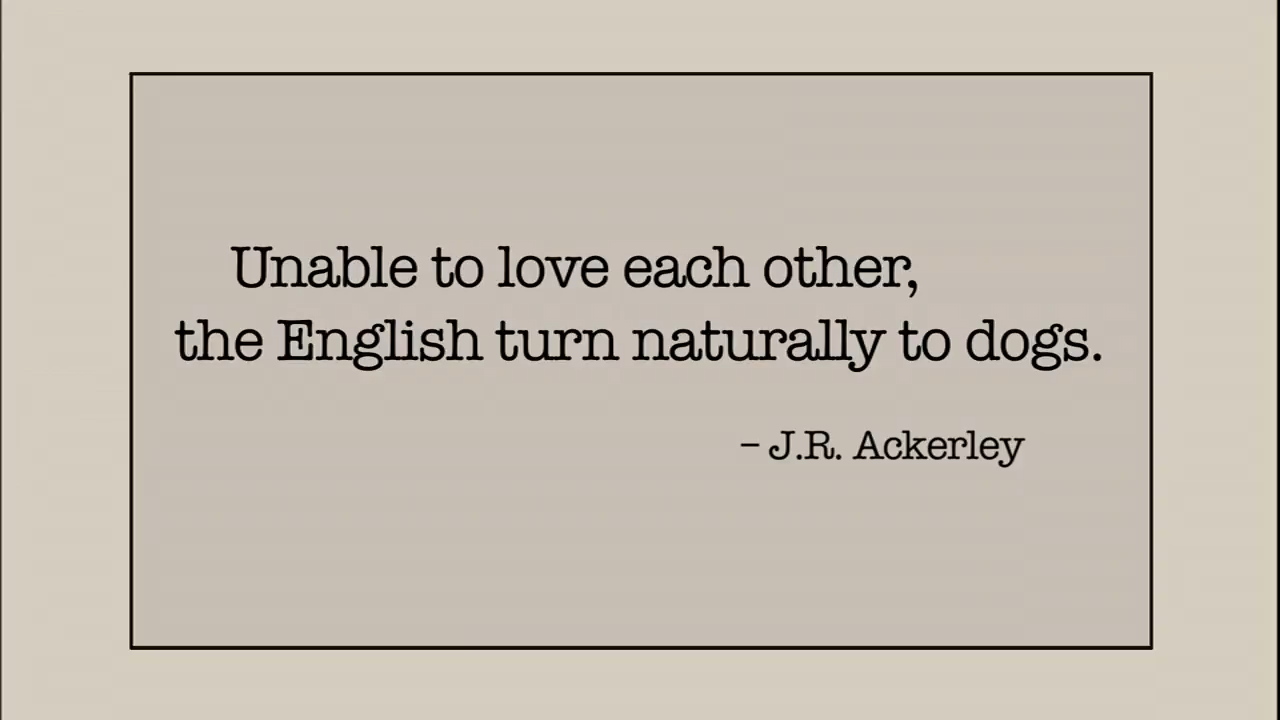 Unable to love each other,
the English turn naturally to dogs.
– J.R. Ackerley